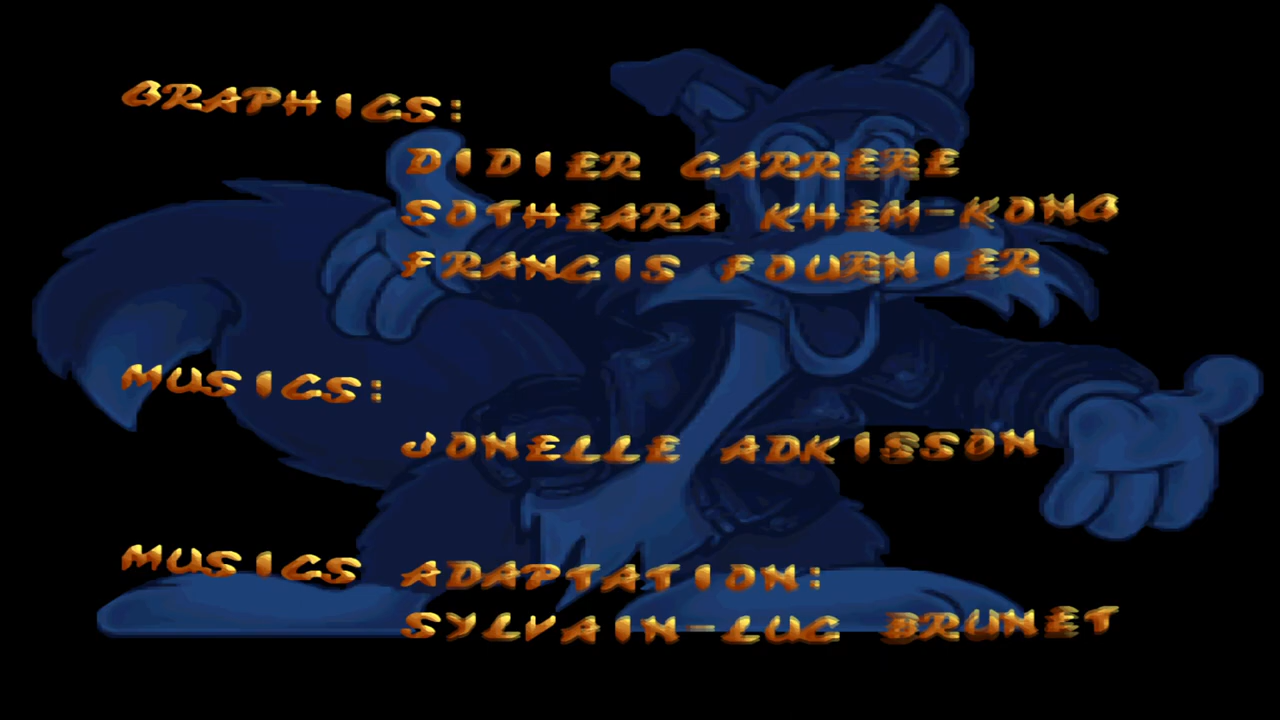 GRAPHICS:
DIDIER CARRERE
SOTHEARA KHEM-KONG
FRANCIS FOURNIER
MUSICS:
JONELLE ADKISSON
MUSICS ADAPTATION:
SYLVAIN-LUC BRUNET